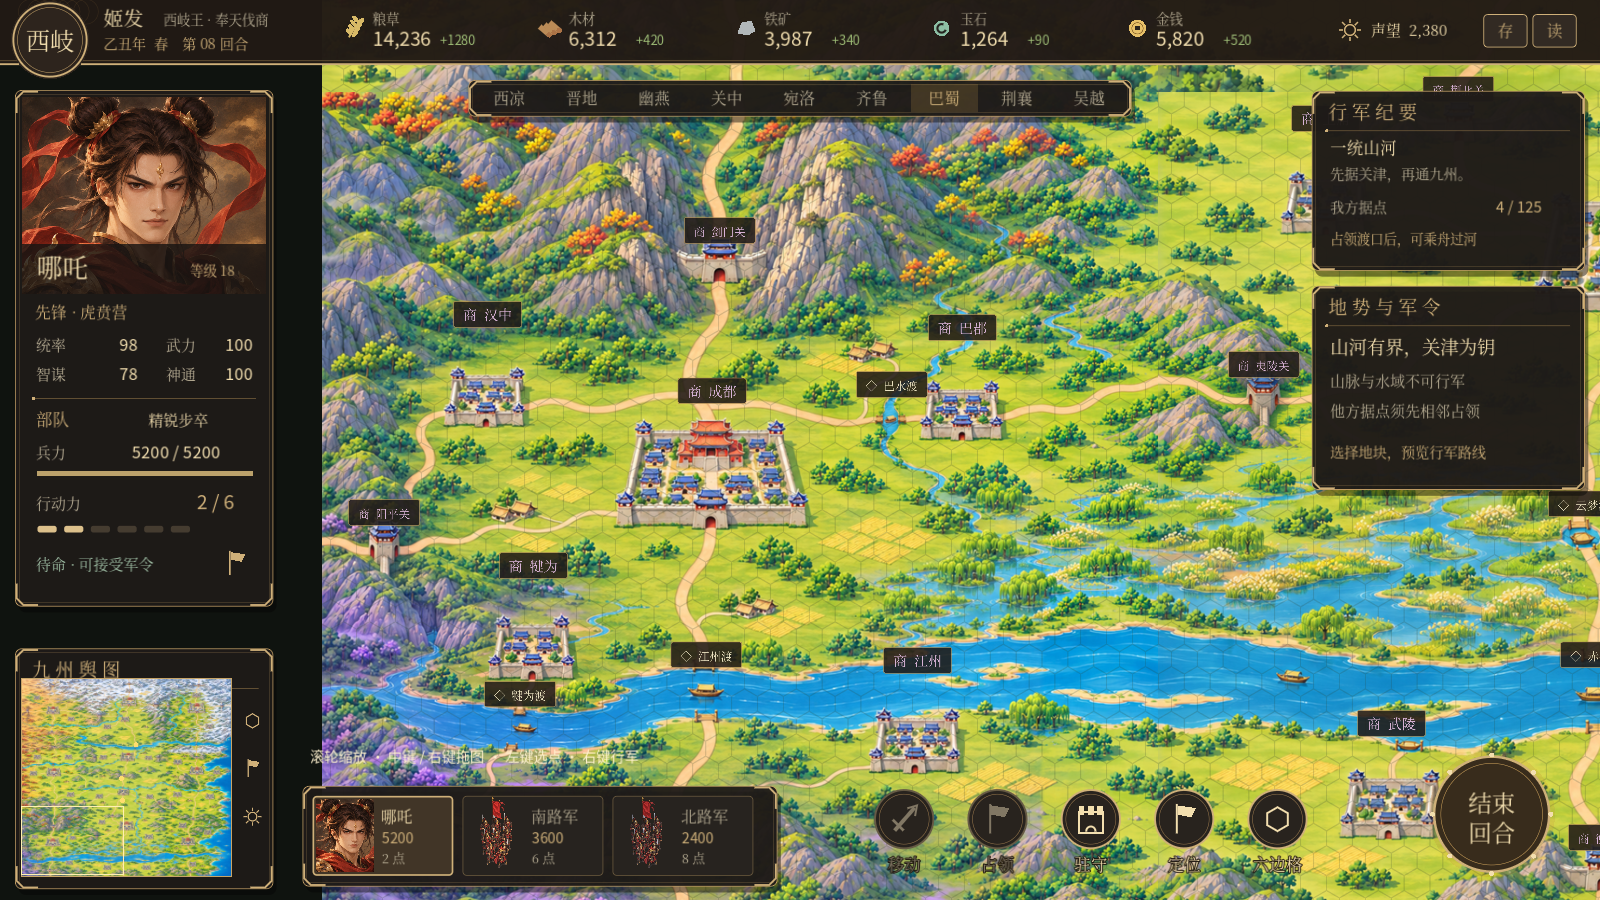 西岐
姬发 西岐王·奉天伐商
乙丑年 春 第 08 回合
粮草
14,236 +1280
木材
6,312 +420
铁矿
3,987 +340
玉石
1,264 +90
金钱
5,820 +520
声望 2,380
存 读
西凉 晋地 幽燕 关中 宛洛 齐鲁 巴蜀 荆襄 吴越
哪吒 等级 18
先锋·虎贲营
统率 98 武力 100
智谋 78 神通 100
部队 精锐步卒
兵力 5200 / 5200
行动力 2 / 6
待命·可接受军令
九州舆图
商 剑门关
商 汉中
商 巴郡
商 成都
◇ 巴水渡
商 夷陵关
商 阳平关
商 犍为
◇ 江州渡
商 江州
◇ 犍为渡
商 武陵
◇ 云梦
◇ 赤
商
行军纪要
一统山河
先据关津，再通九州。
我方据点 4 / 125
占领渡口后，可乘舟过河
地势与军令
山河有界，关津为钥
山脉与水域不可行军
他方据点须先相邻占领
选择地块，预览行军路线
滚轮缩放 · 中键 / 右键拖图 · 左键选点 · 右键行军
哪吒
5200
2 点
南路军
3600
6 点
北路军
2400
8 点
移动 占领 驻守 定位 六边格
结束
回合